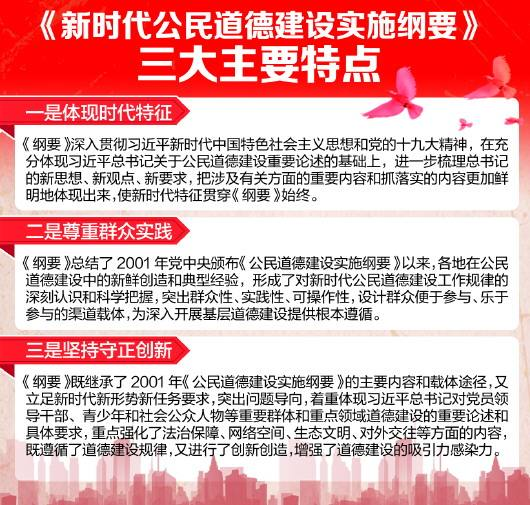 《新时代公民道德建设实施纲要》
三大主要特点
一是体现时代特征
《纲要》深入贯彻习近平新时代中国特色社会主义思想和党的十九大精神，在充
分体现习近平总书记关于公民道德建设重要论述的基础上，进一步梳理总书记
的新思想、新观点、新要求，把涉及有关方面的重要内容和抓落实的内容更加鲜
明地体现出来，使新时代特征贯穿《纲要》始终。
二是尊重群众实践
《纲要》总结了2001年党中央颁布《公民道德建设实施纲要》以来，各地在公民
道德建设中的新鲜创造和典型经验，形成了对新时代公民道德建设工作规律的
深刻认识和科学把握，突出群众性、实践性、可操作性，设计群众便于参与、乐于
参与的渠道载体，为深入开展基层道德建设提供根本遵循。
三是坚持守正创新
《纲要》既继承了2001年《公民道德建设实施纲要》的主要内容和载体途径，又
立足新时代新形势新任务要求，突出问题导向，着重体现习近平总书记对党员领
导干部、青少年和社会公众人物等重要群体和重点领域道德建设的重要论述和
具体要求，重点强化了法治保障、网络空间、生态文明、对外交往等方面的内容，
既遵循了道德建设规律，又进行了创新创造，增强了道德建设的吸引力感染力。